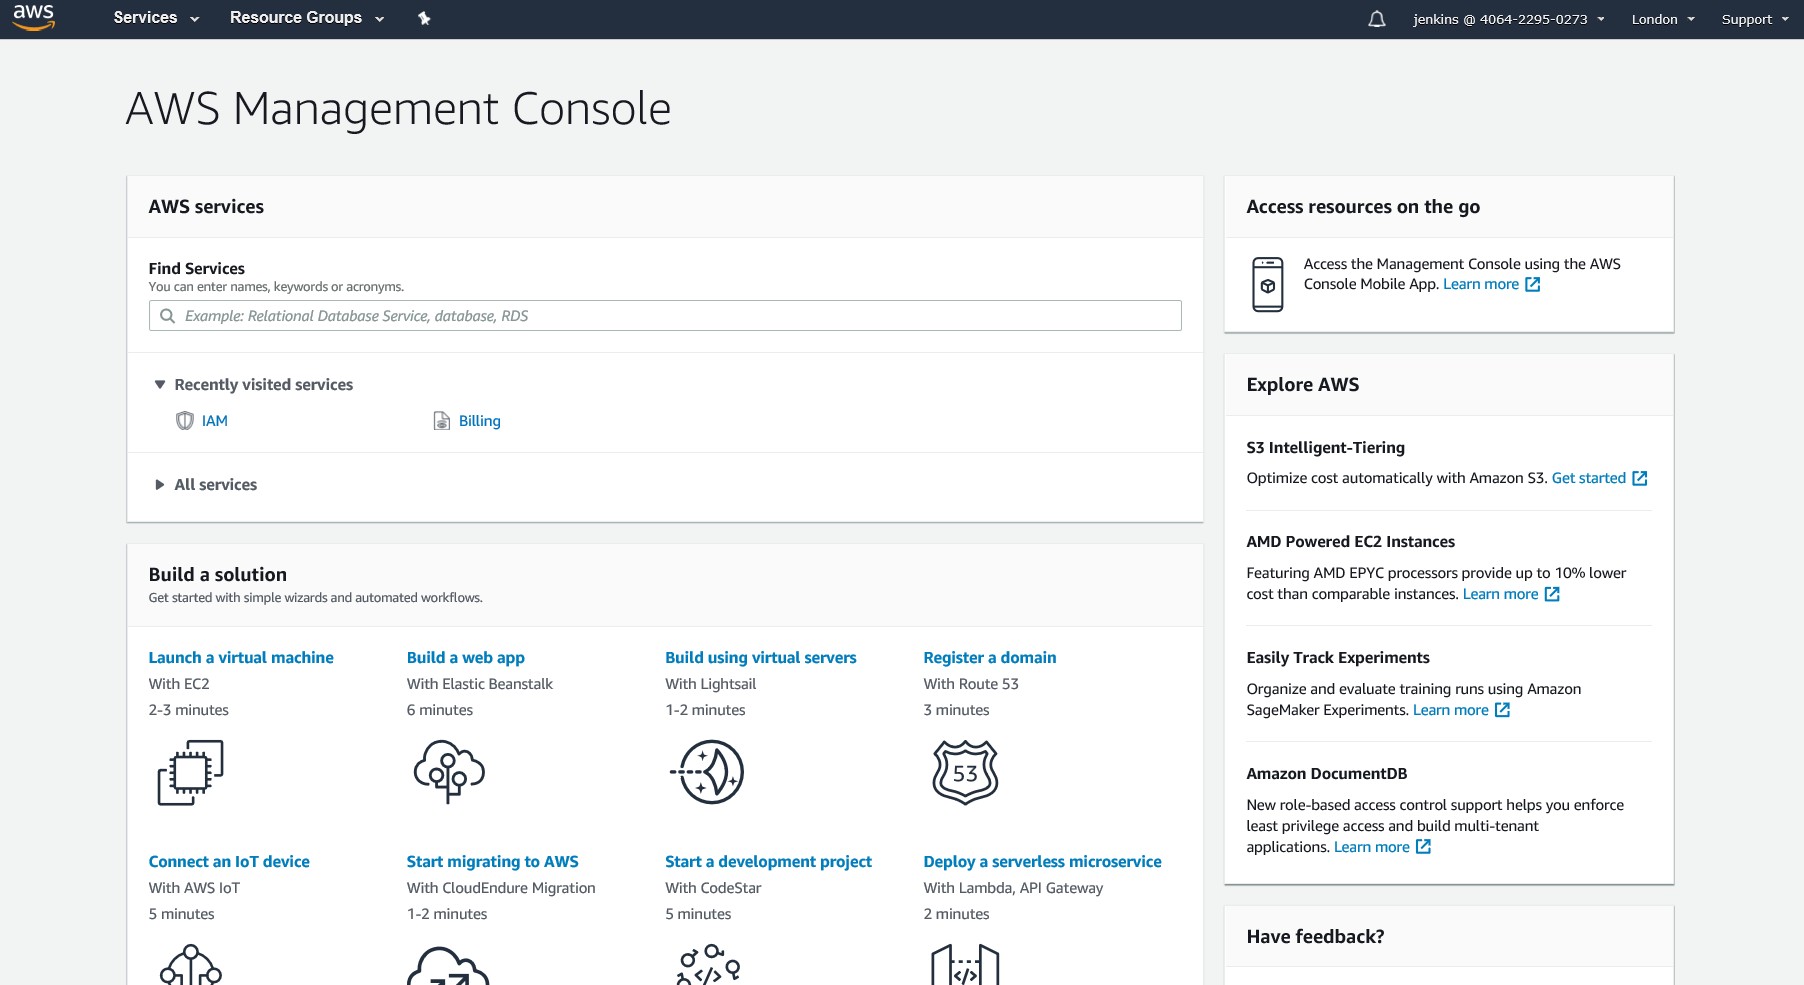 aws
Services
Resource Groups
jenkins @ 4064-2295-0273
London
Support
AWS Management Console
AWS services
Find Services
You can enter names, keywords or acronyms.
Example: Relational Database Service, database, RDS
Recently visited services
IAM
Billing
All services
Build a solution
Get started with simple wizards and automated workflows.
Launch a virtual machine
With EC2
2-3 minutes
Build a web app
With Elastic Beanstalk
6 minutes
Build using virtual servers
With Lightsail
1-2 minutes
Register a domain
With Route 53
3 minutes
53
Connect an IoT device
With AWS IoT
5 minutes
Start migrating to AWS
With CloudEndure Migration
1-2 minutes
Start a development project
With CodeStar
5 minutes
</>
Deploy a serverless microservice
With Lambda, API Gateway
2 minutes
</>
Access resources on the go
Access the Management Console using the AWS
Console Mobile App. Learn more
Explore AWS
S3 Intelligent-Tiering
Optimize cost automatically with Amazon S3. Get started
AMD Powered EC2 Instances
Featuring AMD EPYC processors provide up to 10% lower
cost than comparable instances. Learn more
Easily Track Experiments
Organize and evaluate training runs using Amazon
SageMaker Experiments. Learn more
Amazon DocumentDB
New role-based access control support helps you enforce
least privilege access and build multi-tenant
applications. Learn more
Have feedback?